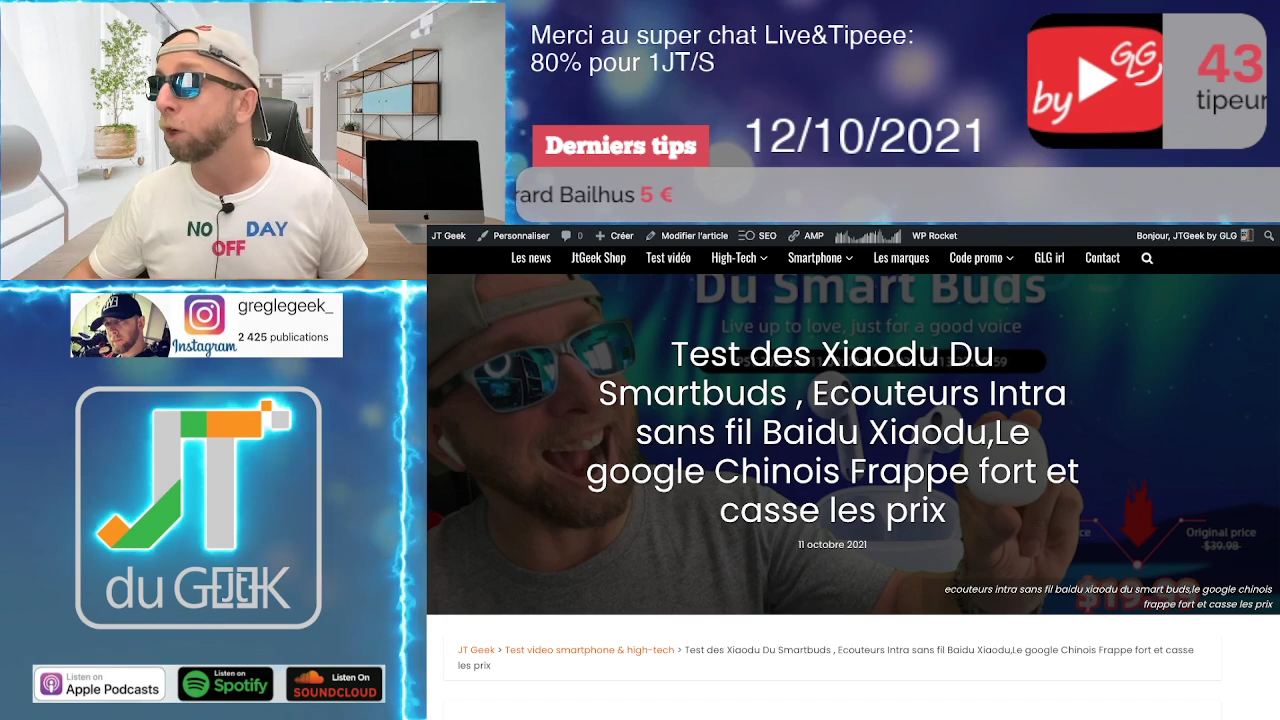 Merci au super chat Live&Tipeee:
80% pour 1JT/S
by GLG
43
tipeur
Derniers tips
12/10/2021
rard Bailhus 5 €
NO DAY
OFF
JT Geek Personnaliser 0 Créer Modifier l'article SEO AMP WP Rocket Bonjour, JTGeek by GLG
Les news JtGeek Shop Test vidéo High-Tech Smartphone Les marques Code promo GLG irl Contact
Du Smart Buds
Live up to love, just for a good voice
Test des Xiaodu Du
Smartbuds , Ecouteurs Intra
sans fil Baidu Xiaodu,Le
google Chinois Frappe fort et
casse les prix
11 octobre 2021
Original price
$39.98
ecouteurs intra sans fil baidu xiaodu du smart buds,le google chinois
frappe fort et casse les prix
JT Geek > Test video smartphone & high-tech > Test des Xiaodu Du Smartbuds , Ecouteurs Intra sans fil Baidu Xiaodu,Le google Chinois Frappe fort et casse
les prix
greglegeek_
2 425 publications
Instagram
JT
du GEEK
Listen on
Apple Podcasts
Listen on
Spotify
Listen On
SOUNDCLOUD